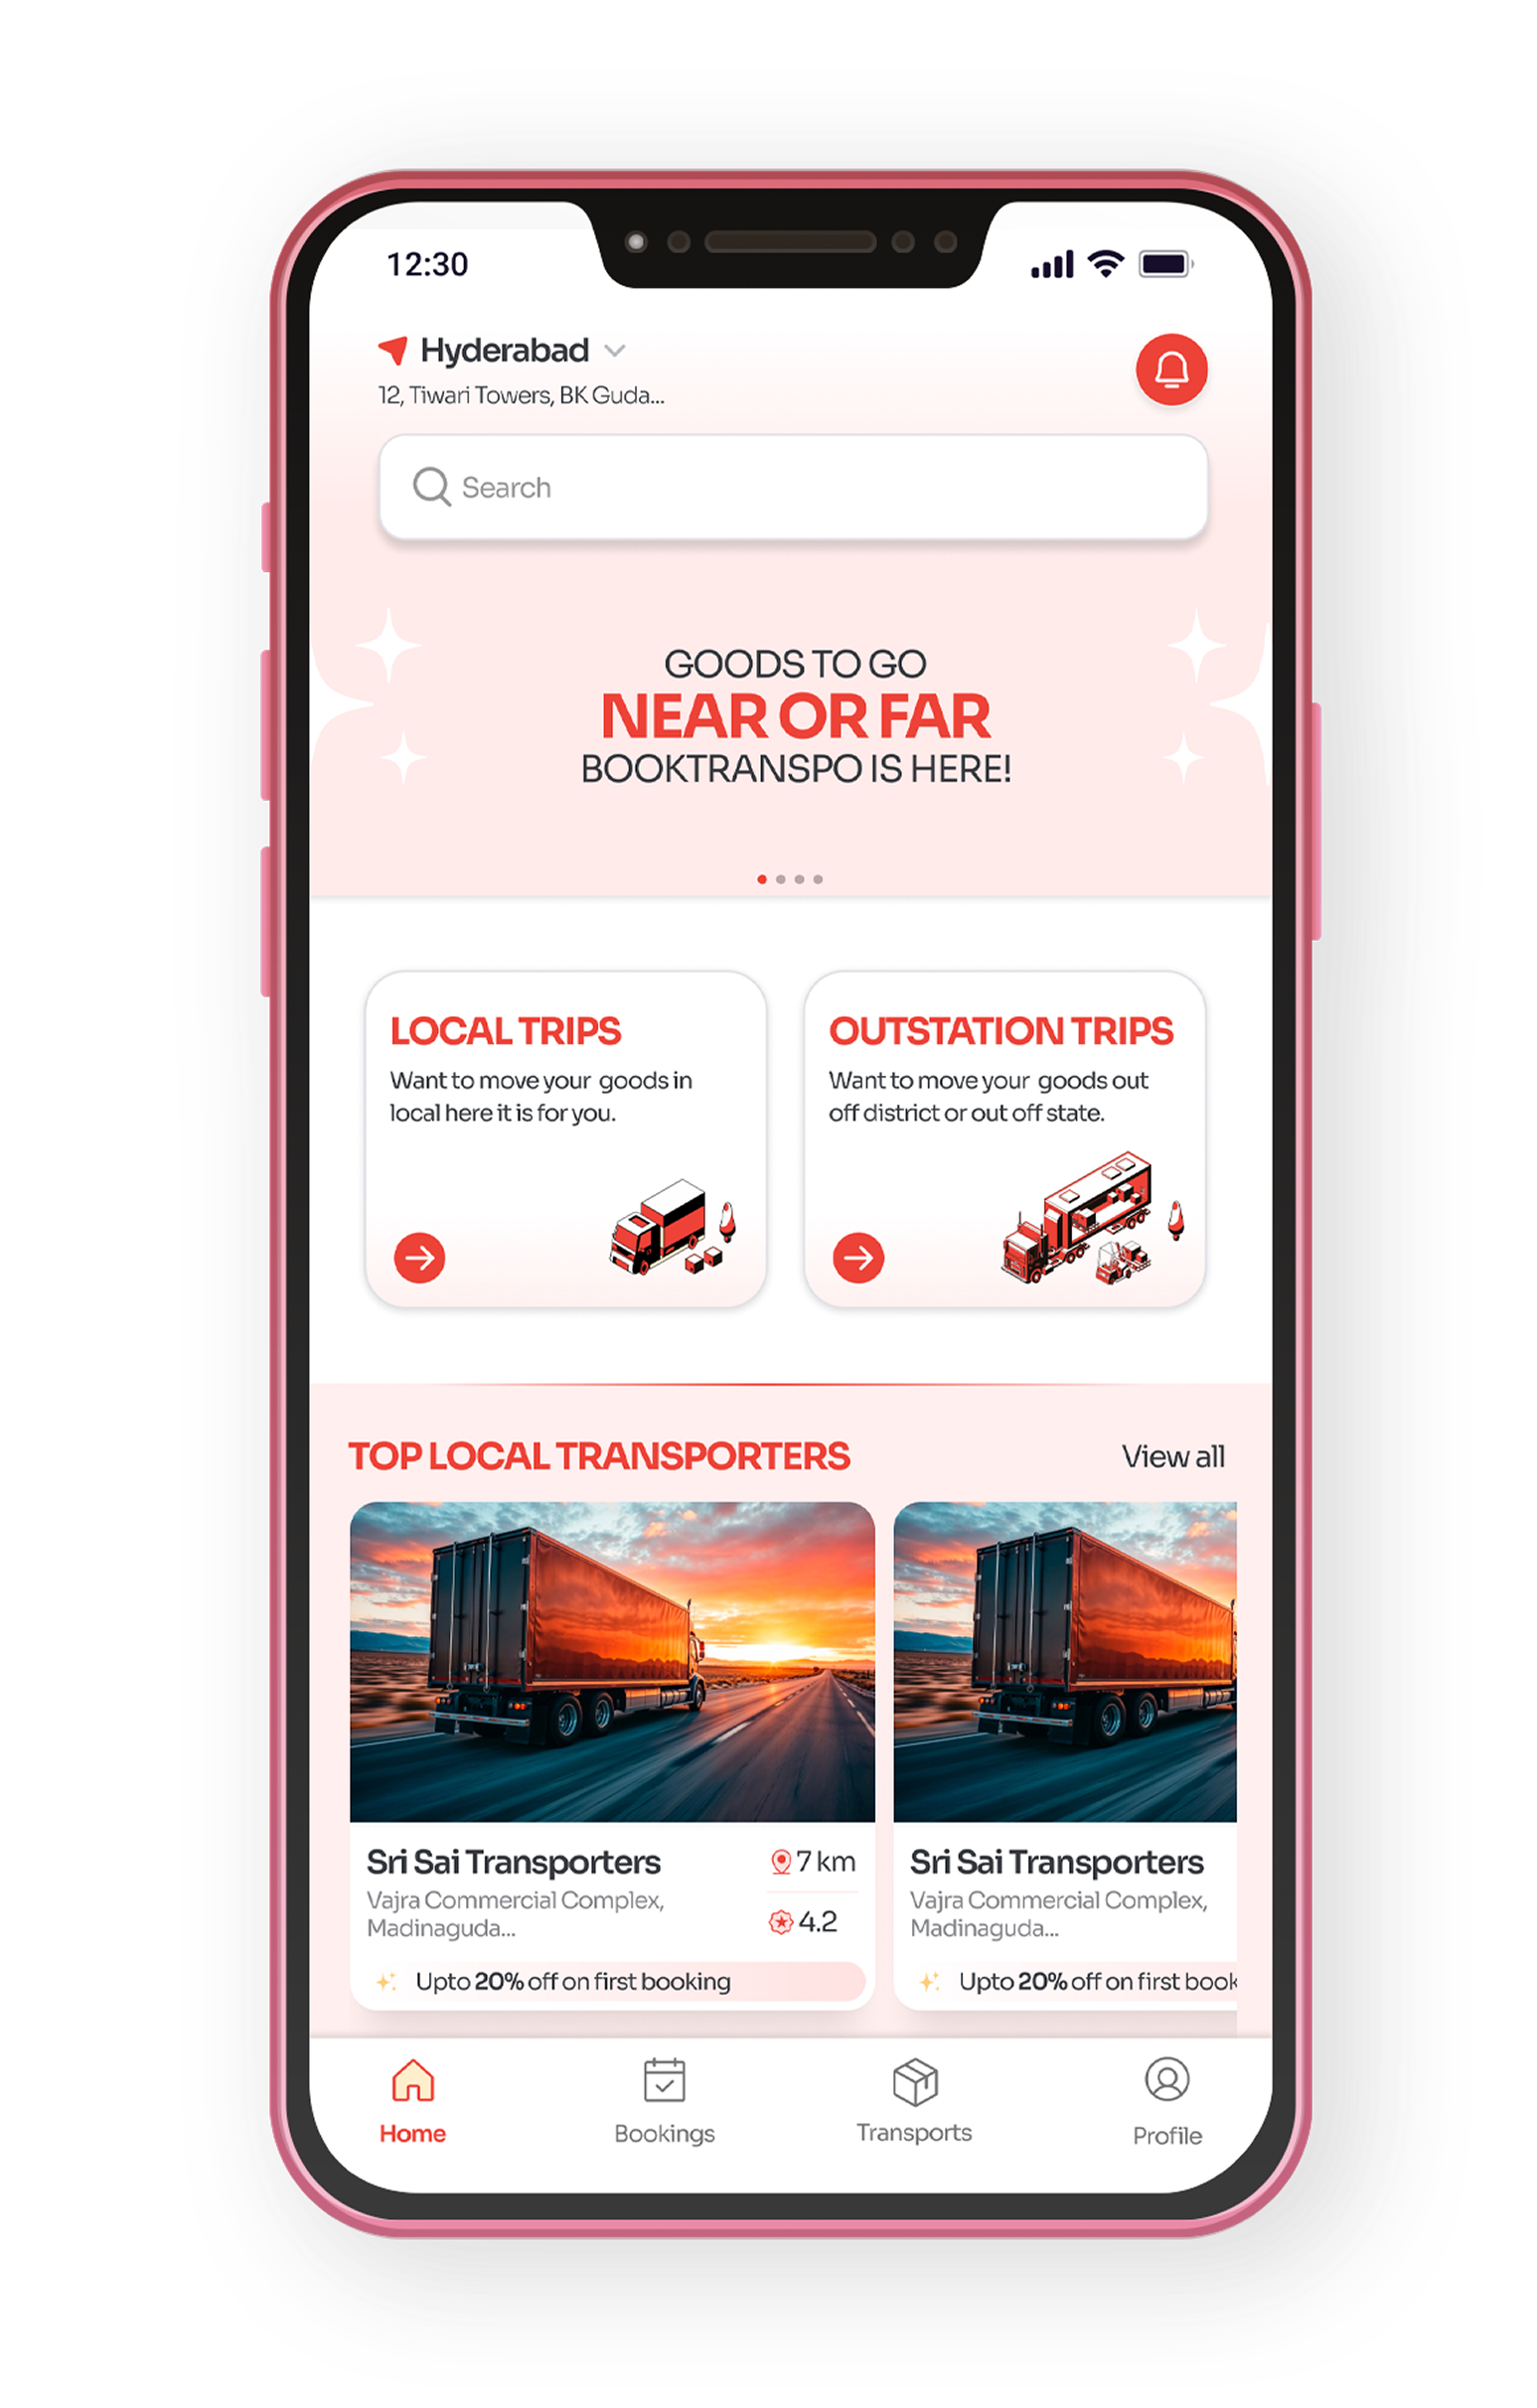 12:30
Hyderabad
12, Tiwari Towers, BK Guda...
Search
GOODS TO GO
NEAR OR FAR
BOOKTRANSPO IS HERE!
LOCAL TRIPS
Want to move your goods in
local here it is for you.
OUTSTATION TRIPS
Want to move your goods out
off district or out off state.
TOP LOCAL TRANSPORTERS
View all
Sri Sai Transporters
7 km
Vajra Commercial Complex,
Madinaguda...
4.2
Upto 20% off on first booking
Sri Sai Transporters
Vajra Commercial Complex,
Madinaguda...
Upto 20% off on first book
Home
Bookings
Transports
Profile